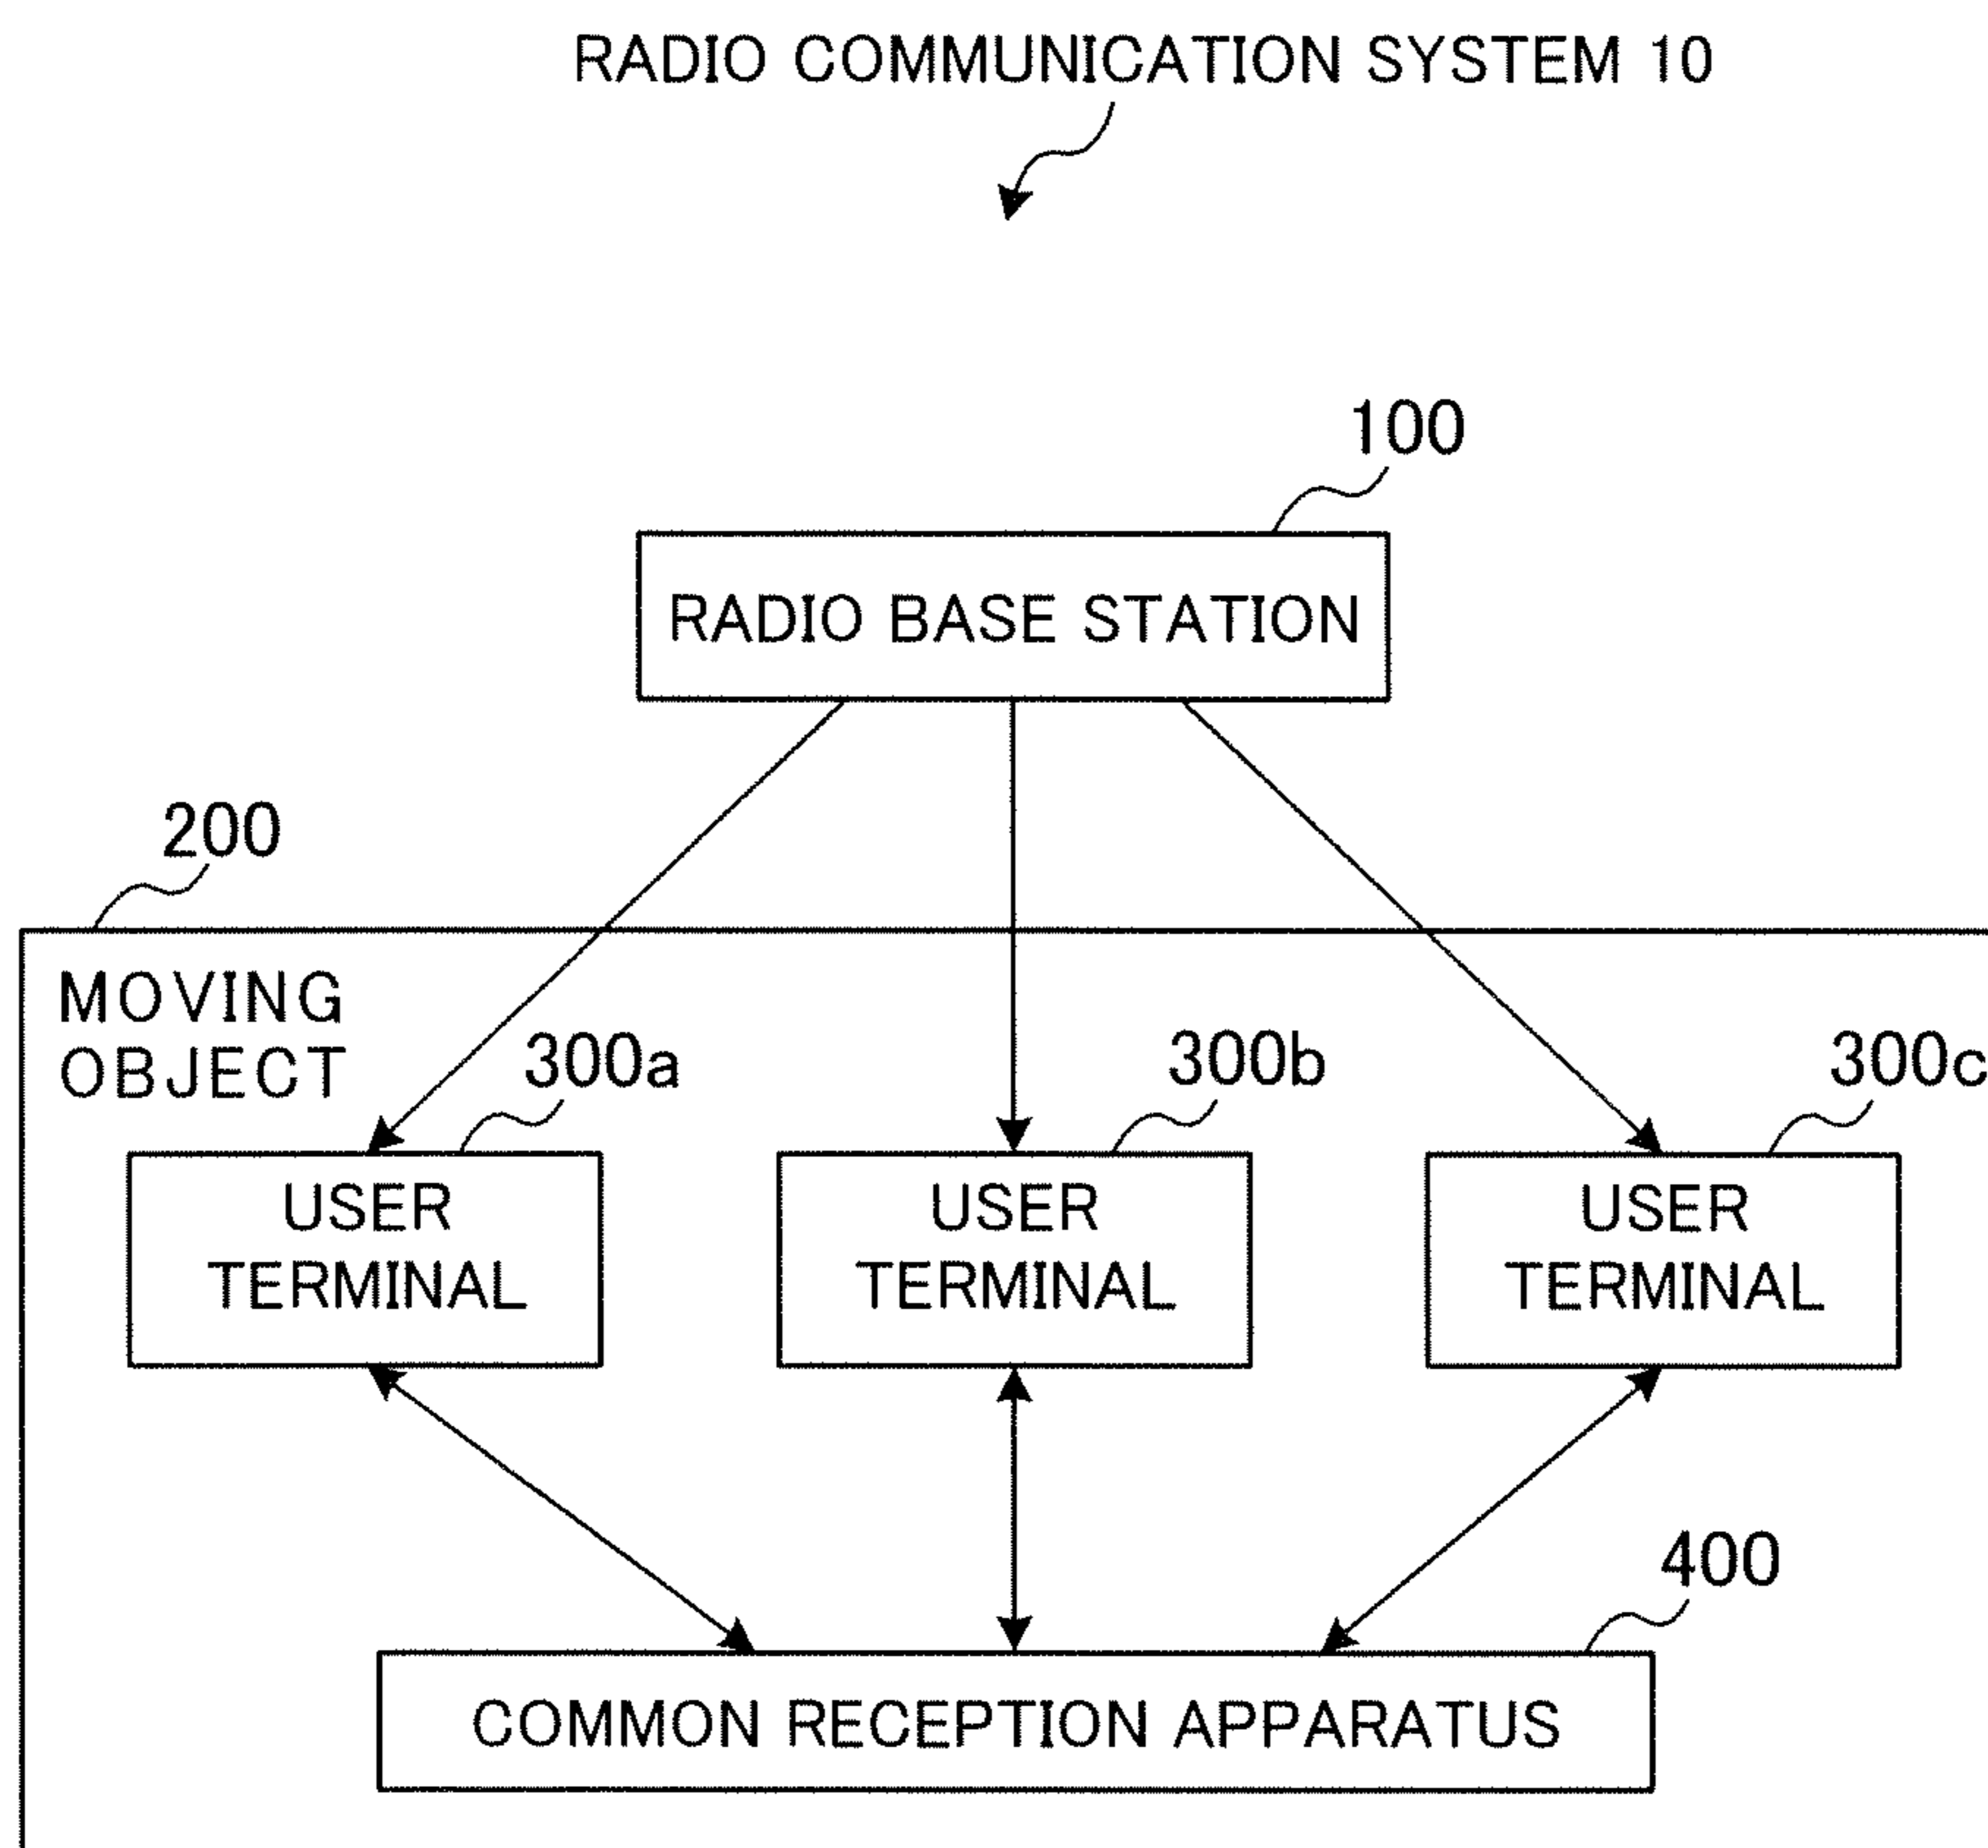 RADIO COMMUNICATION SYSTEM 10
100
RADIO BASE STATION
200
MOVING
OBJECT
300a
300b
300c
USER
TERMINAL
USER
TERMINAL
USER
TERMINAL
400
COMMON RECEPTION APPARATUS